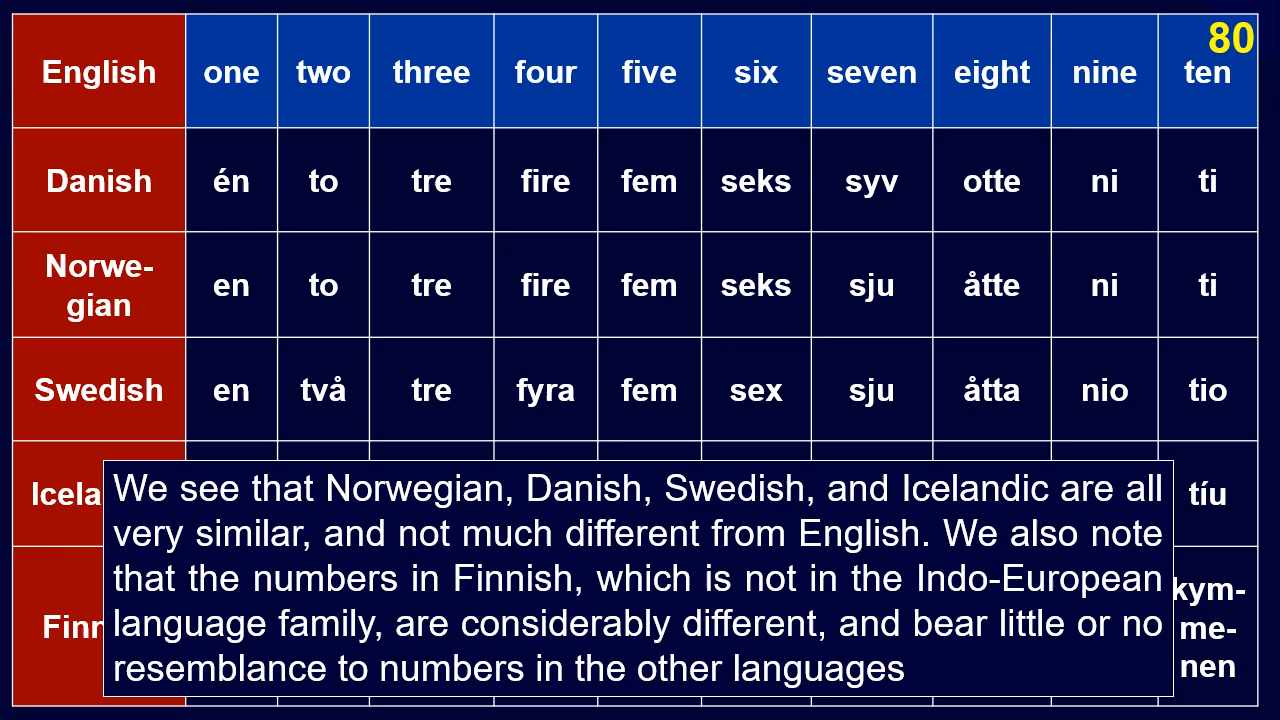 80
English one two three four five six seven eight nine ten
Danish én to tre fire fem seks syv otte ni ti
Norwe-
gian en to tre fire fem seks sju åtte ni ti
Swedish en två tre fyra fem sex sju åtta nio tio
Icela tíu
We see that Norwegian, Danish, Swedish, and Icelandic are all
very similar, and not much different from English. We also note
that the numbers in Finnish, which is not in the Indo-European
language family, are considerably different, and bear little or no
resemblance to numbers in the other languages
Finn
kym-
me-
nen